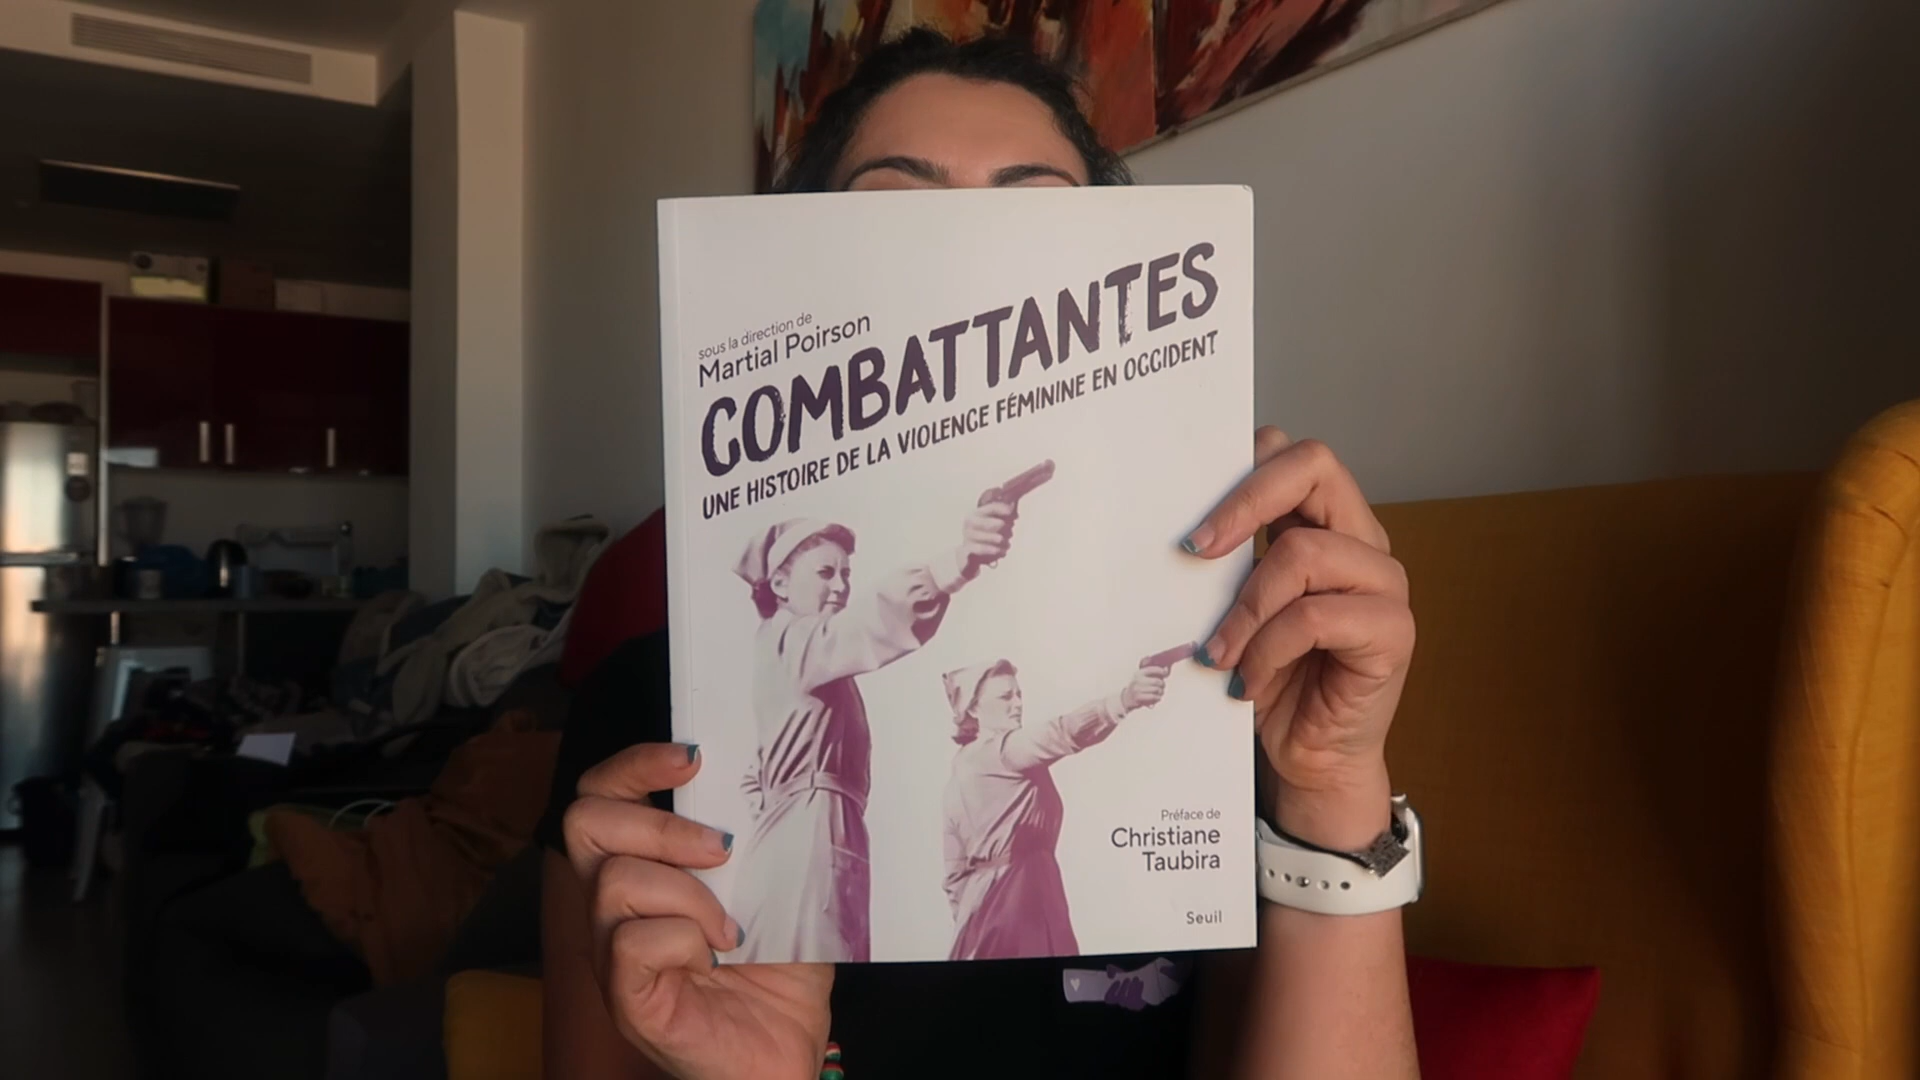 sous la direction de
Martial Poirson
COMBATTANTES
UNE HISTOIRE DE LA VIOLENCE FÉMININE EN OCCIDENT
Préface de
Christiane
Taubira
Seuil